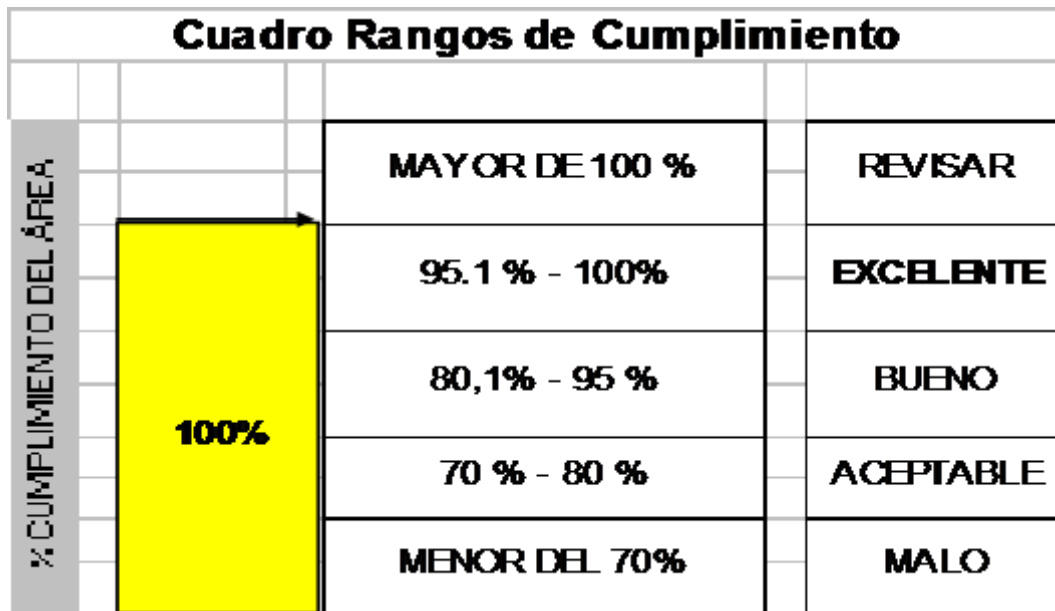 Cuadro Rangos de Cumplimiento
% CUMPLIMIENTO DEL ÁREA
100%
MAYOR DE 100 % REVISAR
95.1 % - 100% EXCELENTE
80,1% - 95 % BUENO
70 % - 80 % ACEPTABLE
MENOR DEL 70% MALO